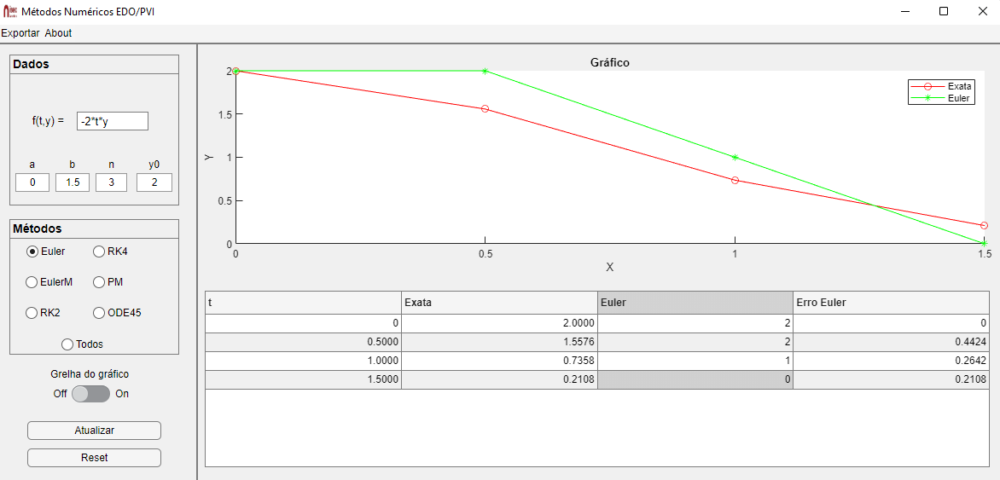 Métodos Numéricos EDO/PVI
Exportar About
Dados
f(t,y) = -2*t*y
a b n y0
0 1.5 3 2
Métodos
Euler RK4
EulerM PM
RK2 ODE45
Todos
Grelha do gráfico
Off On
Atualizar
Reset
Gráfico
Exata
Euler
2
1.5
1
0.5
0
Y
0 0.5 1 1.5
X
t Exata Euler Erro Euler
0 2.0000 2 0
0.5000 1.5576 2 0.4424
1.0000 0.7358 1 0.2642
1.5000 0.2108 0 0.2108